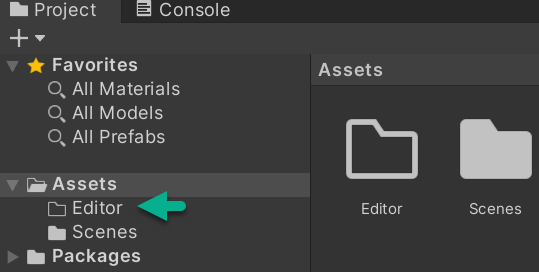 Project
Console
Favorites
All Materials
All Models
All Prefabs
Assets
Editor
Scenes
Packages
Assets
Editor
Scenes